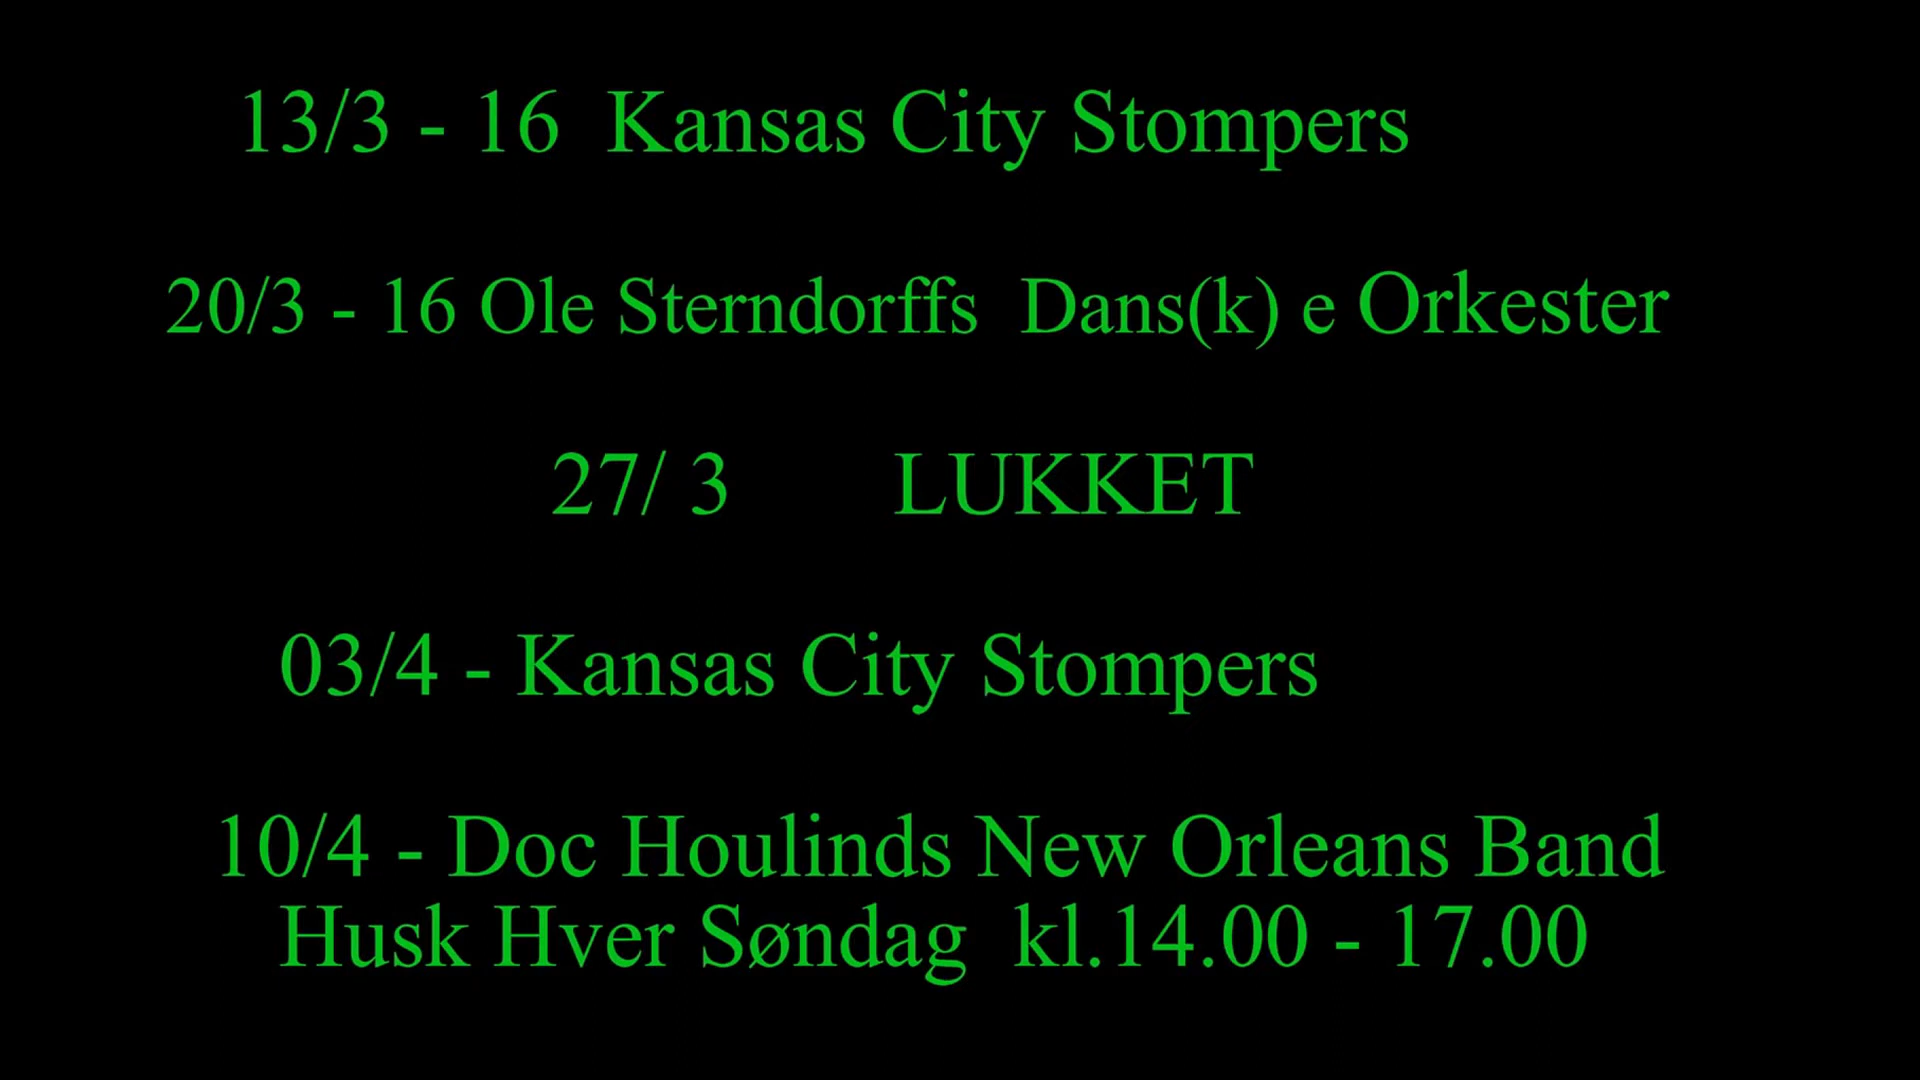 13/3 - 16 Kansas City Stompers
20/3 - 16 Ole Sterndorffs Dans(k) e Orkester
27/ 3 LUKKET
03/4 - Kansas City Stompers
10/4 - Doc Houlinds New Orleans Band
Husk Hver Søndag kl.14.00 - 17.00